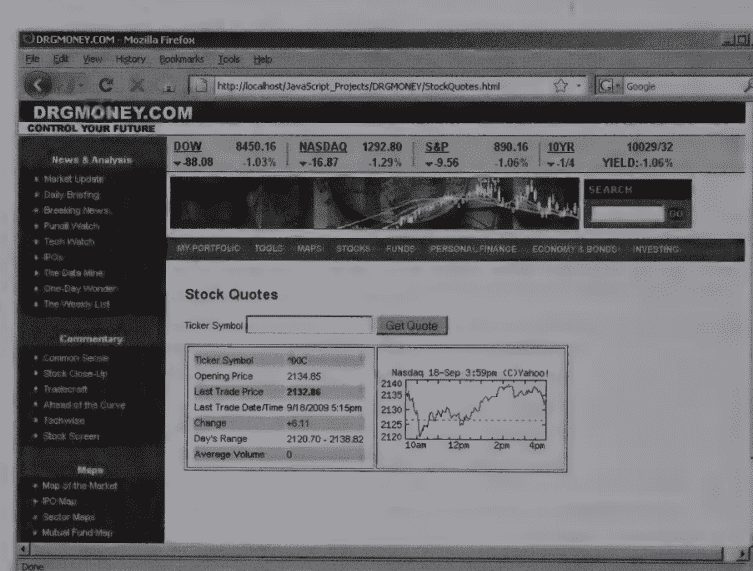 DRGMONEY.COM - Mozilla Firefox
File Edit View History Bookmarks Tools Help
http://localhost/JavaScript_Projects/DRGMONEY/StockQuotes.html
G Google
DRGMONEY.COM
CONTROL YOUR FUTURE
DOW 8450.16 NASDAQ 1292.80 S&P 890.16 10YR 10029/32
-88.08 -1.03% -16.87 -1.29% -9.56 -1.06% -1/4 YIELD:-1.06%
SEARCH
GO
MY PORTFOLIO TOOLS MAPS STOCKS FUNDS PERSONAL FINANCE ECONOMY & BONDS INVESTING
News & Analysis
Market Update
Daily Briefing
Breaking News
Pundit Watch
Tech Watch
IPOs
The Data Mine
One-Day Wonder
The Weekly List
Commentary
Common Sense
Stock Close-Up
Tradecraft
Ahead of the Curve
Techwise
Stock Screen
Maps
Map of the Market
IPO Map
Sector Maps
Mutual Fund Map
Stock Quotes
Ticker Symbol Get Quote
Ticker Symbol
Opening Price 2134.85
Last Trade Price 2132.86
Last Trade Date/Time 9/18/2009 5:15pm
Change +6.11
Day's Range 2120.70 - 2138.82
Average Volume 0
Nasdaq 18-Sep 3:59pm (C)Yahoo!
2140
2135
2130
2125
2120
10am 12pm 2pm 4pm
Done